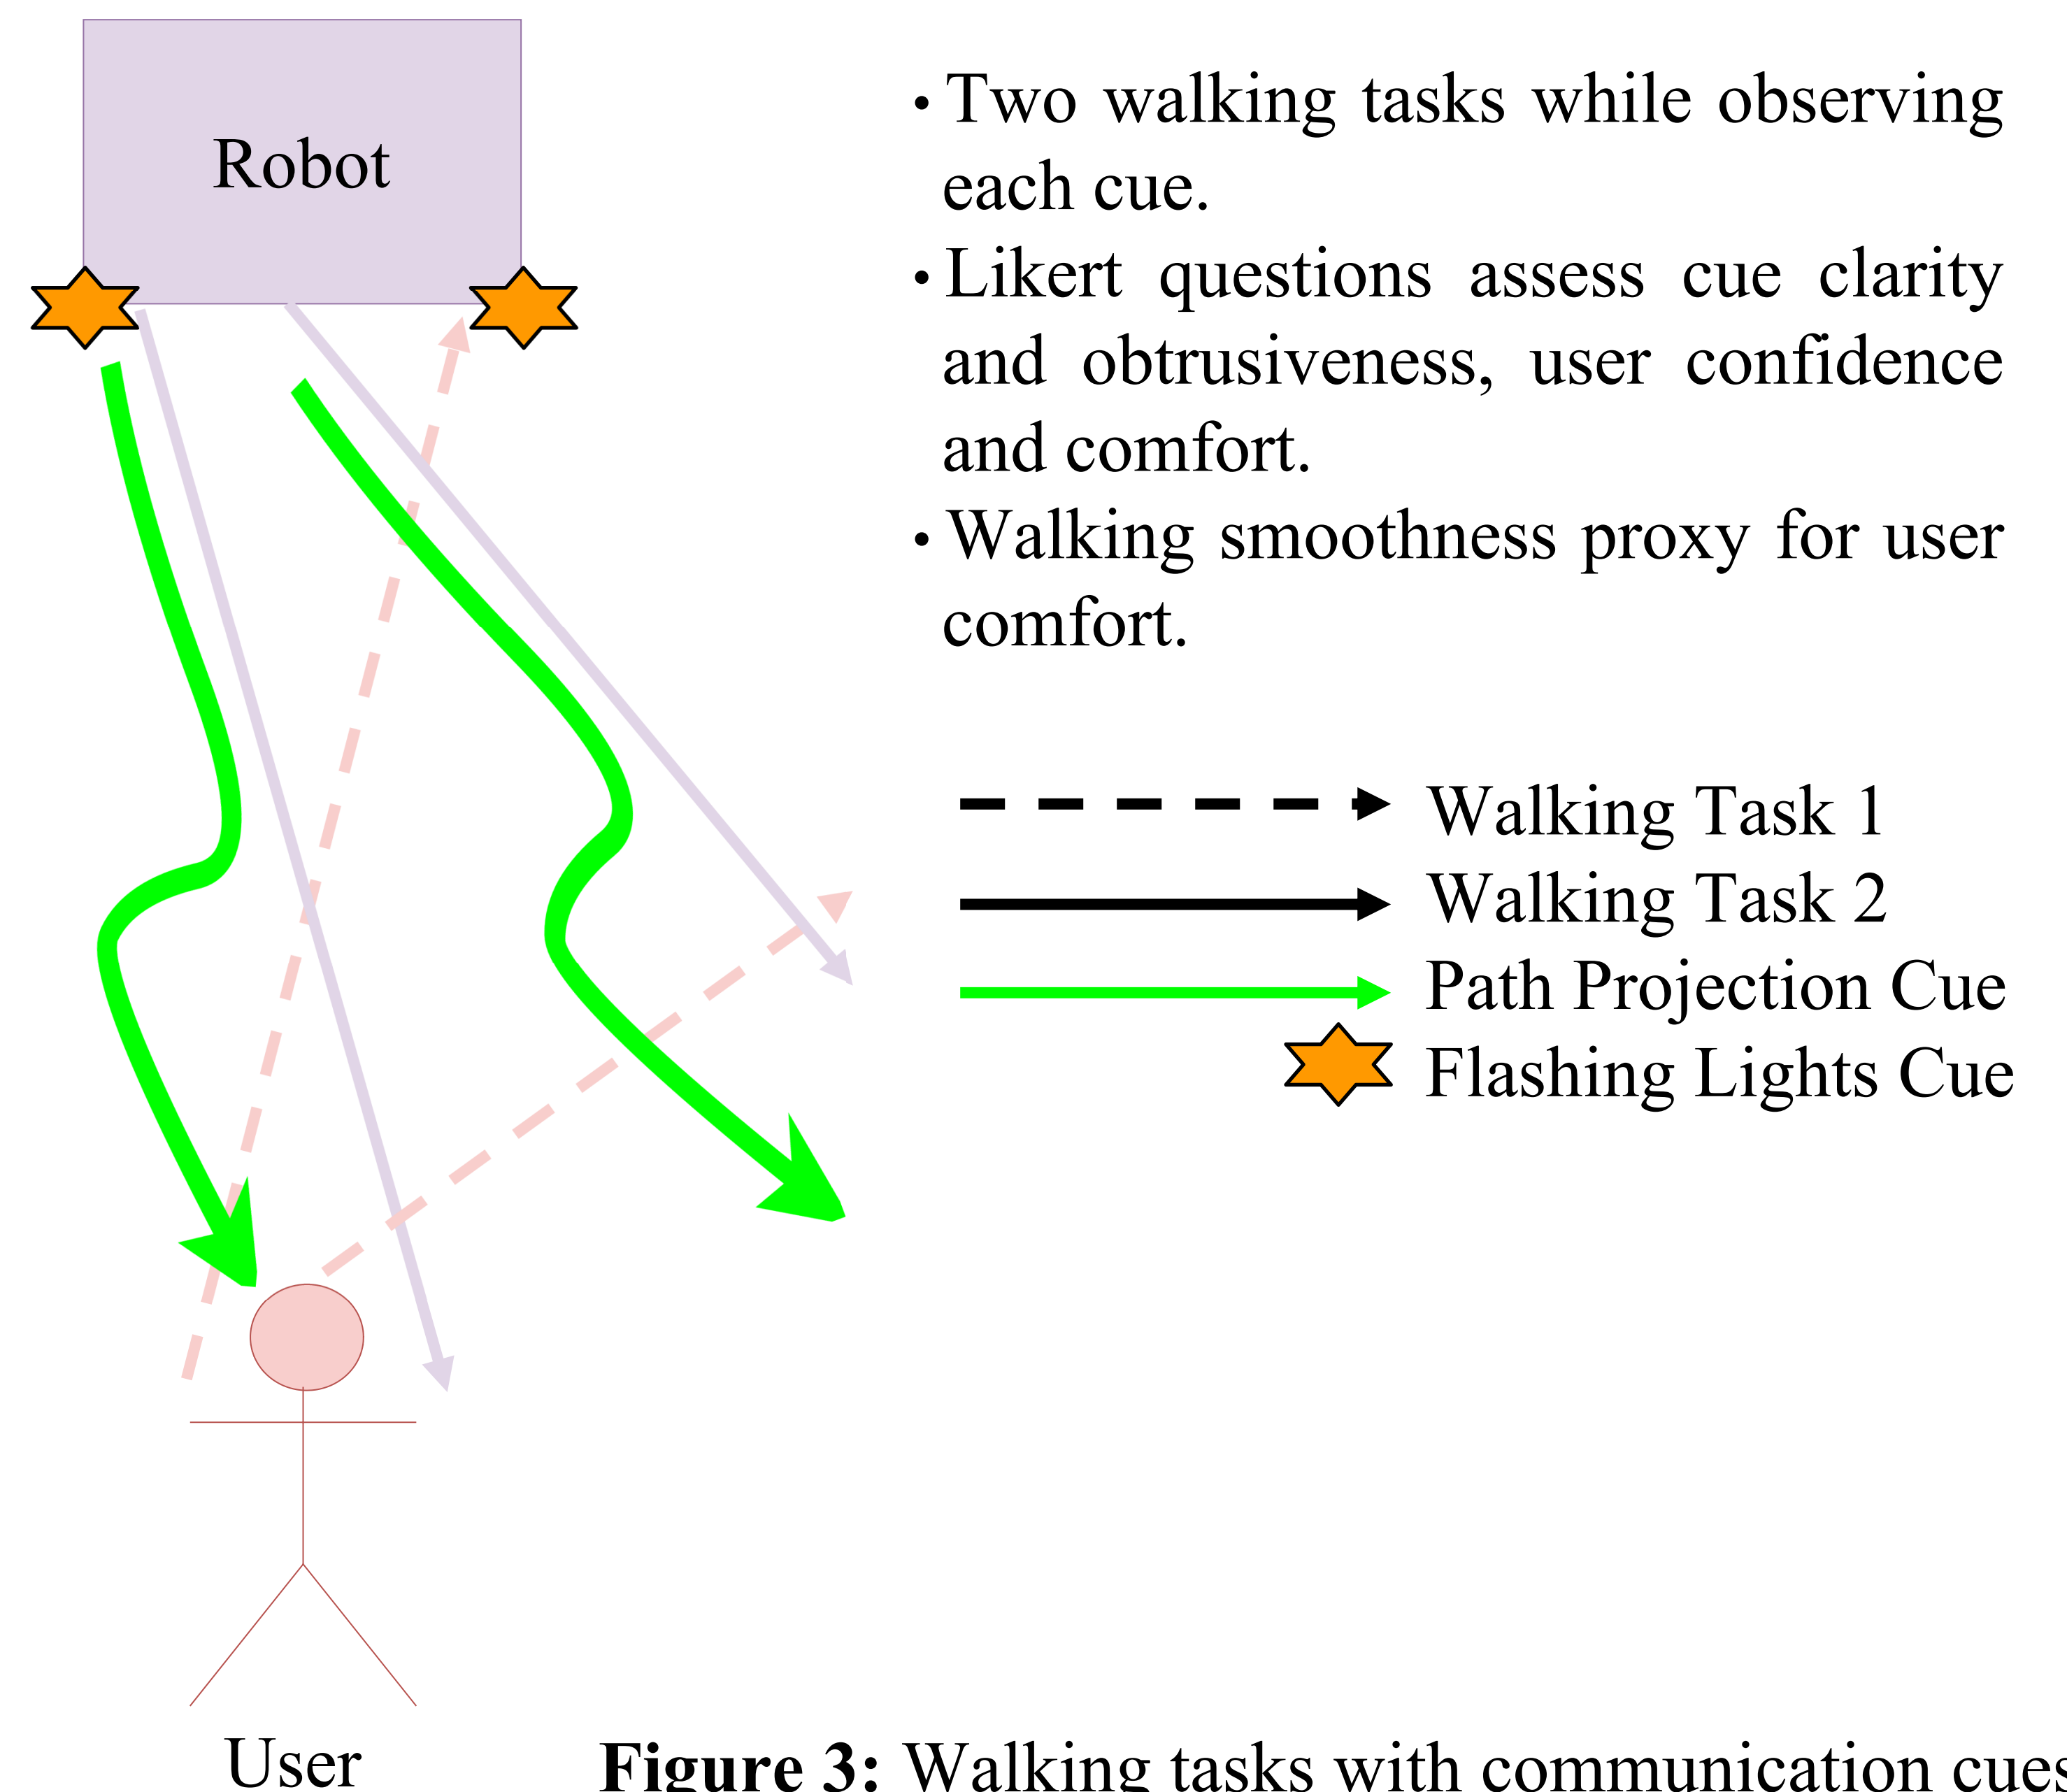 Robot
• Two walking tasks while observing
each cue.
• Likert questions assess cue clarity
and obtrusiveness, user confidence
and comfort.
• Walking smoothness proxy for user
comfort.
Walking Task 1
Walking Task 2
Path Projection Cue
Flashing Lights Cue
User
Figure 3: Walking tasks with communication cues